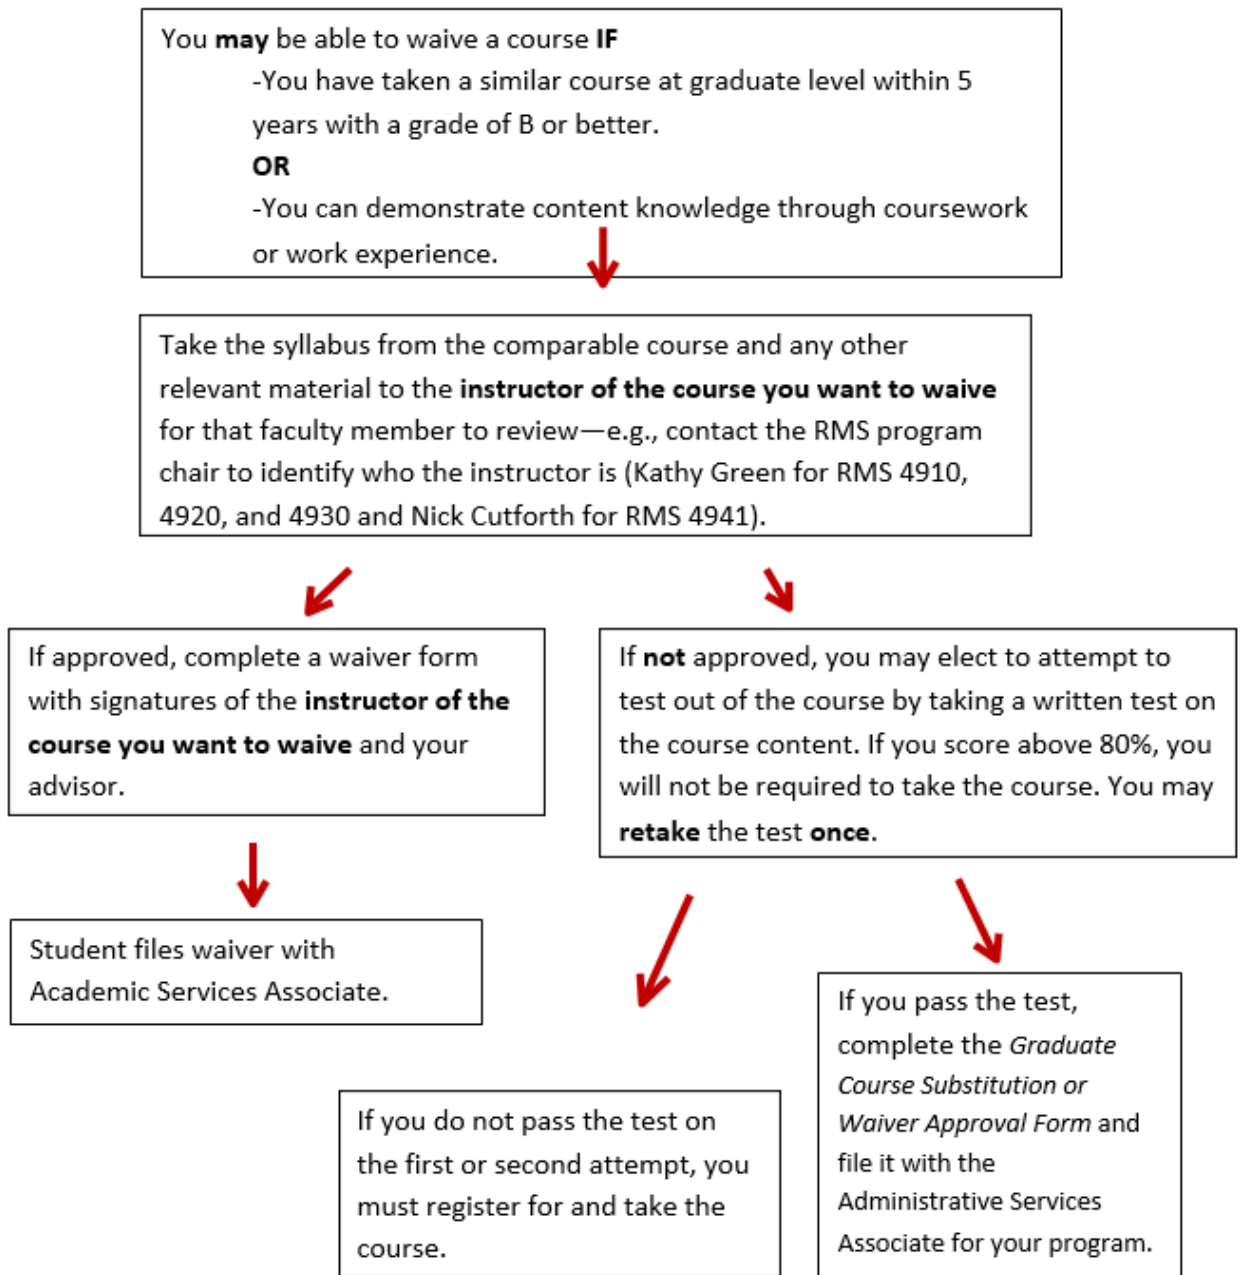 You may be able to waive a course IF
-You have taken a similar course at graduate level within 5
years with a grade of B or better.
OR
-You can demonstrate content knowledge through coursework
or work experience.
Take the syllabus from the comparable course and any other
relevant material to the instructor of the course you want to waive
for that faculty member to review—e.g., contact the RMS program
chair to identify who the instructor is (Kathy Green for RMS 4910,
4920, and 4930 and Nick Cutforth for RMS 4941).
If approved, complete a waiver form
with signatures of the instructor of the
course you want to waive and your
advisor.
If not approved, you may elect to attempt to
test out of the course by taking a written test on
the course content. If you score above 80%, you
will not be required to take the course. You may
retake the test once.
Student files waiver with
Academic Services Associate.
If you do not pass the test on
the first or second attempt, you
must register for and take the
course.
If you pass the test,
complete the Graduate
Course Substitution or
Waiver Approval Form and
file it with the
Administrative Services
Associate for your program.